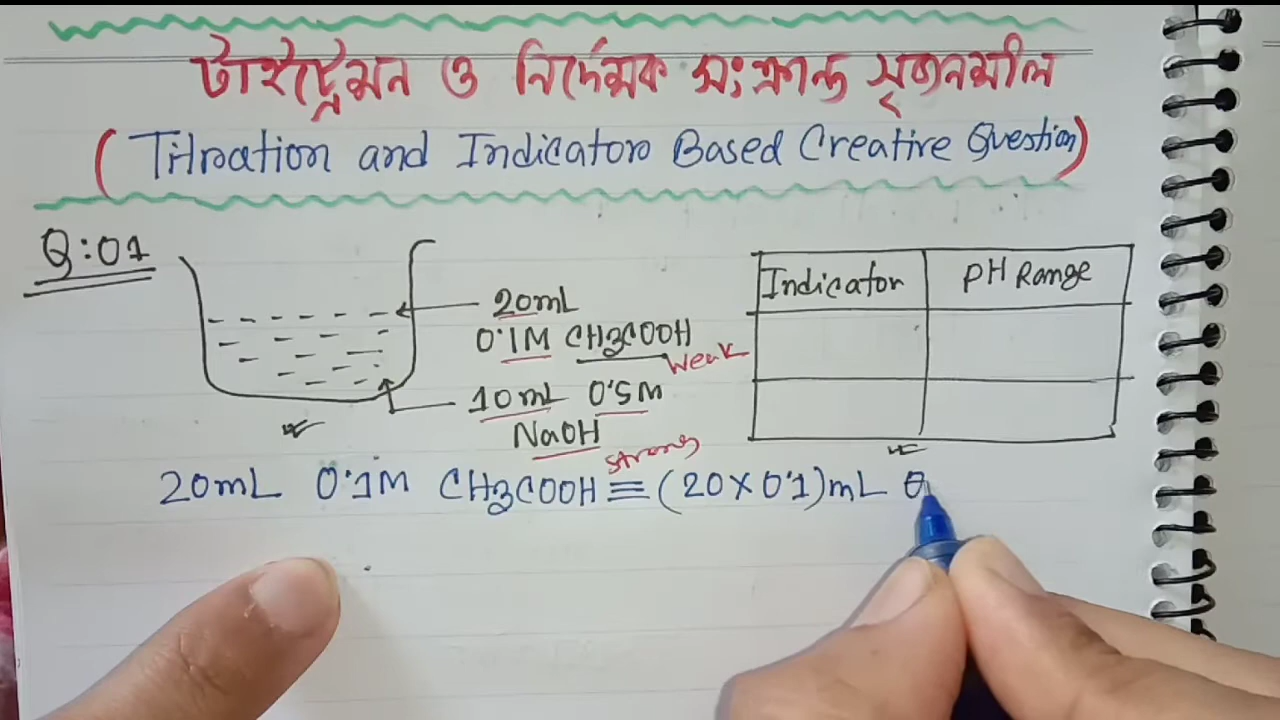 টাইট্রেশন ও নির্দেশক সংক্রান্ত সৃজনশীল
(Titration and Indicator Based Creative Question)
Q:01
20mL
0.1M CH3COOH
Weak
10mL 0.5M
NaOH
strong
Indicator PH Range
20mL 0.1M CH3COOH ≡ (20×0.1)mL